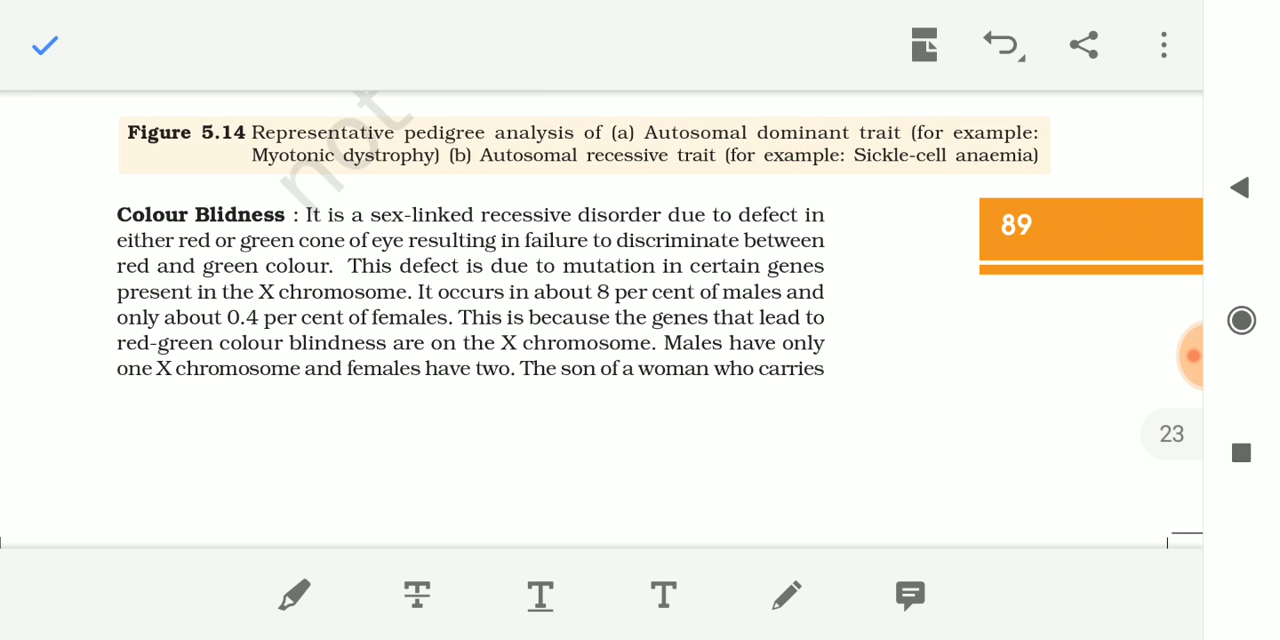 Figure 5.14 Representative pedigree analysis of (a) Autosomal dominant trait (for example:
Myotonic dystrophy) (b) Autosomal recessive trait (for example: Sickle-cell anaemia)
not
Colour Blidness : It is a sex-linked recessive disorder due to defect in
either red or green cone of eye resulting in failure to discriminate between
red and green colour. This defect is due to mutation in certain genes
present in the X chromosome. It occurs in about 8 per cent of males and
only about 0.4 per cent of females. This is because the genes that lead to
red-green colour blindness are on the X chromosome. Males have only
one X chromosome and females have two. The son of a woman who carries
89
23